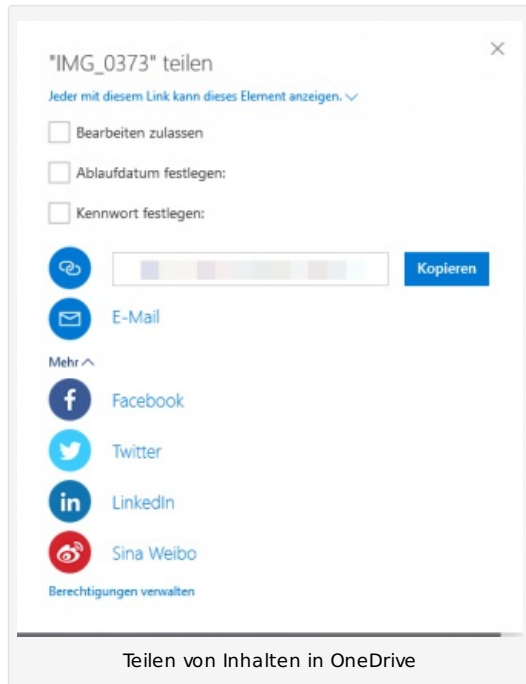 "IMG_0373" teilen
Jeder mit diesem Link kann dieses Element anzeigen.
Bearbeiten zulassen
Ablaufdatum festlegen:
Kennwort festlegen:
Kopieren
E-Mail
Mehr
Facebook
Twitter
LinkedIn
Sina Weibo
Berechtigungen verwalten
Teilen von Inhalten in OneDrive